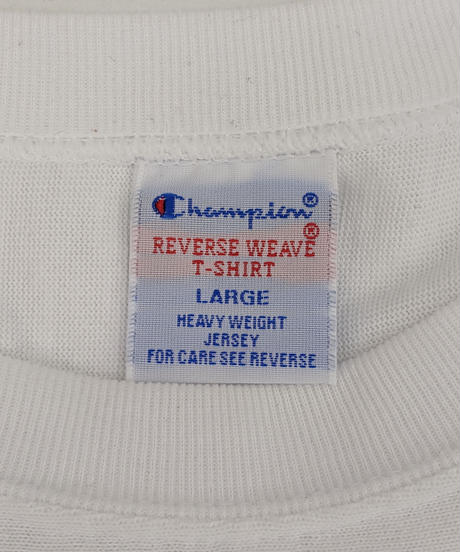 Champion®
REVERSE WEAVE®
T-SHIRT
LARGE
HEAVY WEIGHT
JERSEY
FOR CARE SEE REVERSE